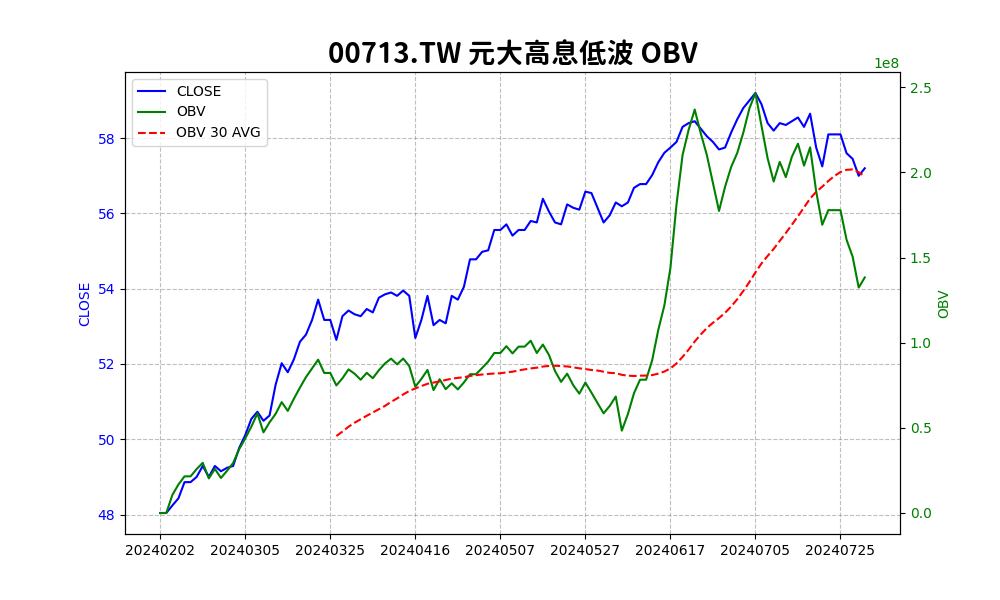 00713.TW 元大高息低波 OBV
1e8
CLOSE
OBV
OBV 30 AVG
58
56
54
52
50
48
CLOSE
2.5
2.0
1.5
1.0
0.5
0.0
OBV
20240202 20240305 20240325 20240416 20240507 20240527 20240617 20240705 20240725